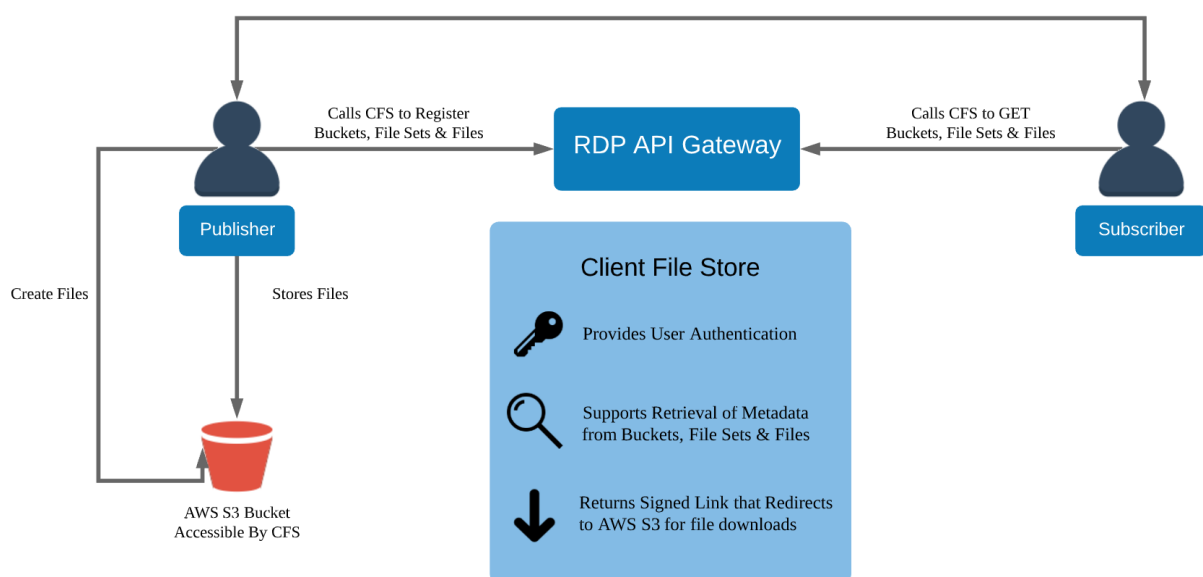 Calls CFS to Register
Buckets, File Sets & Files
RDP API Gateway
Calls CFS to GET
Buckets, File Sets & Files
Publisher
Subscriber
Create Files
Stores Files
Client File Store
Provides User Authentication
Supports Retrieval of Metadata
from Buckets, File Sets & Files
Returns Signed Link that Redirects
to AWS S3 for file downloads
AWS S3 Bucket
Accessible By CFS